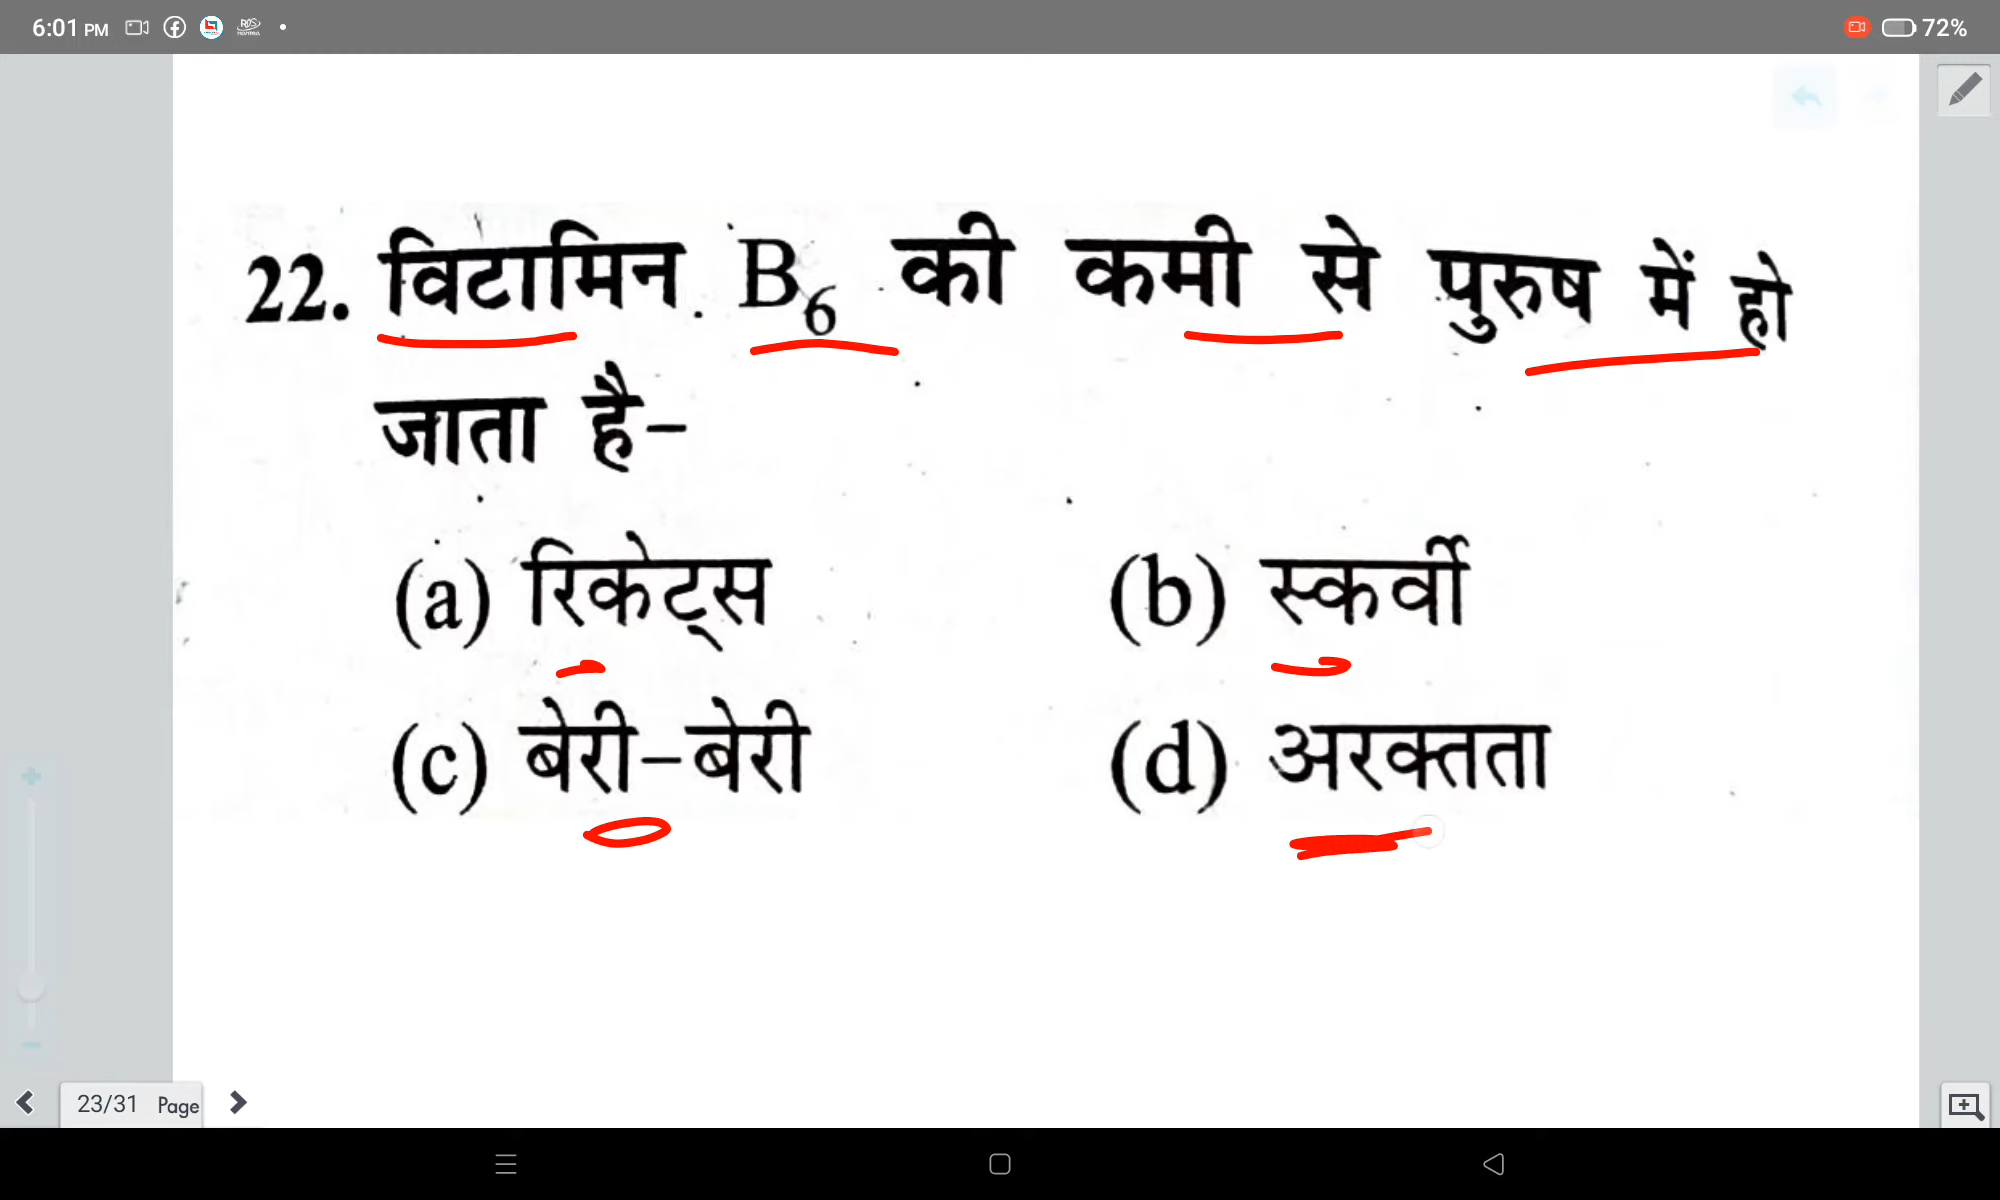 6:01 PM
72%
22. विटामिन B₆ की कमी से पुरुष में हो
जाता है-
(a) रिकेट्स (b) स्कर्वी
(c) बेरी-बेरी (d) अरक्तता
23/31 Page